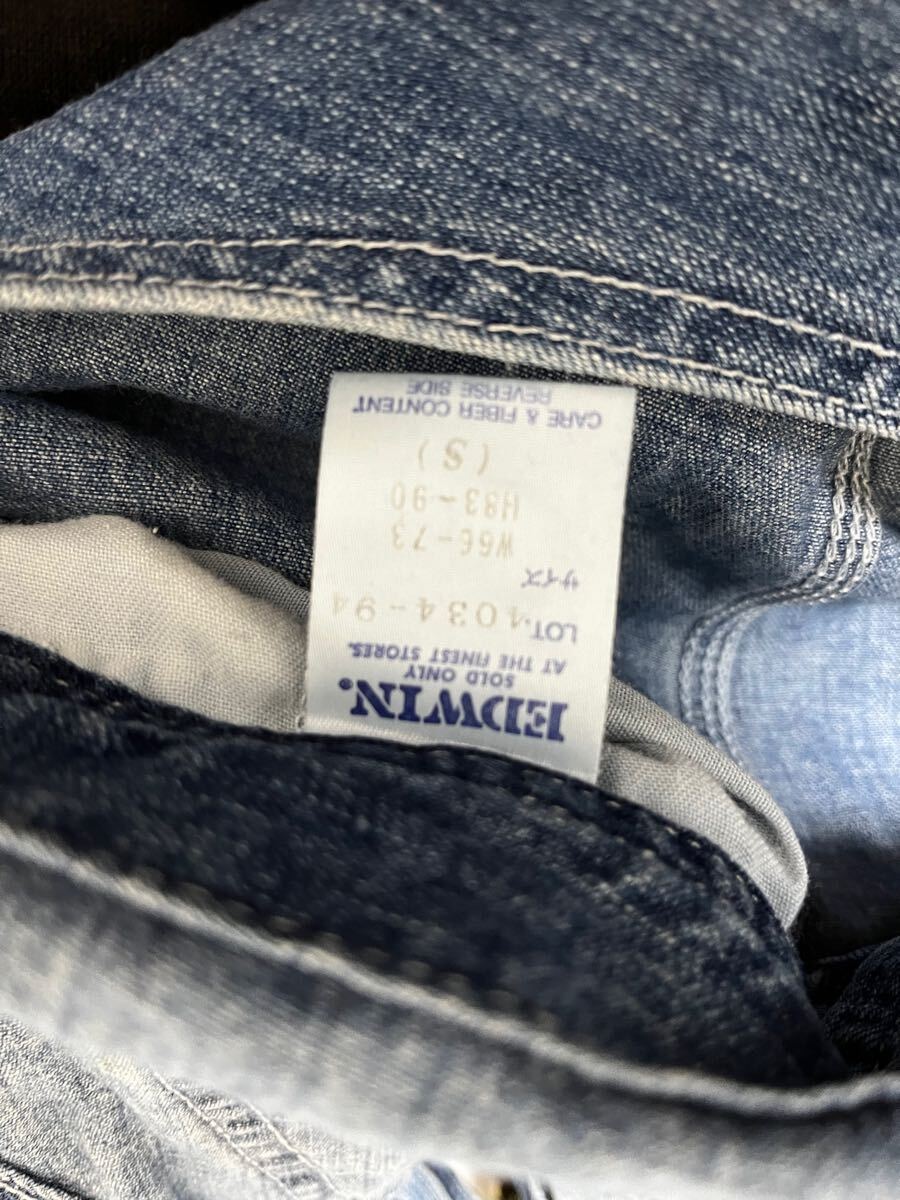 EDWIN.
SOLD ONLY
AT THE FINEST STORES.
LOT. 4034-94
サイズ
W66-73
H83-90
(S)
CARE & FIBER CONTENT
REVERSE SIDE